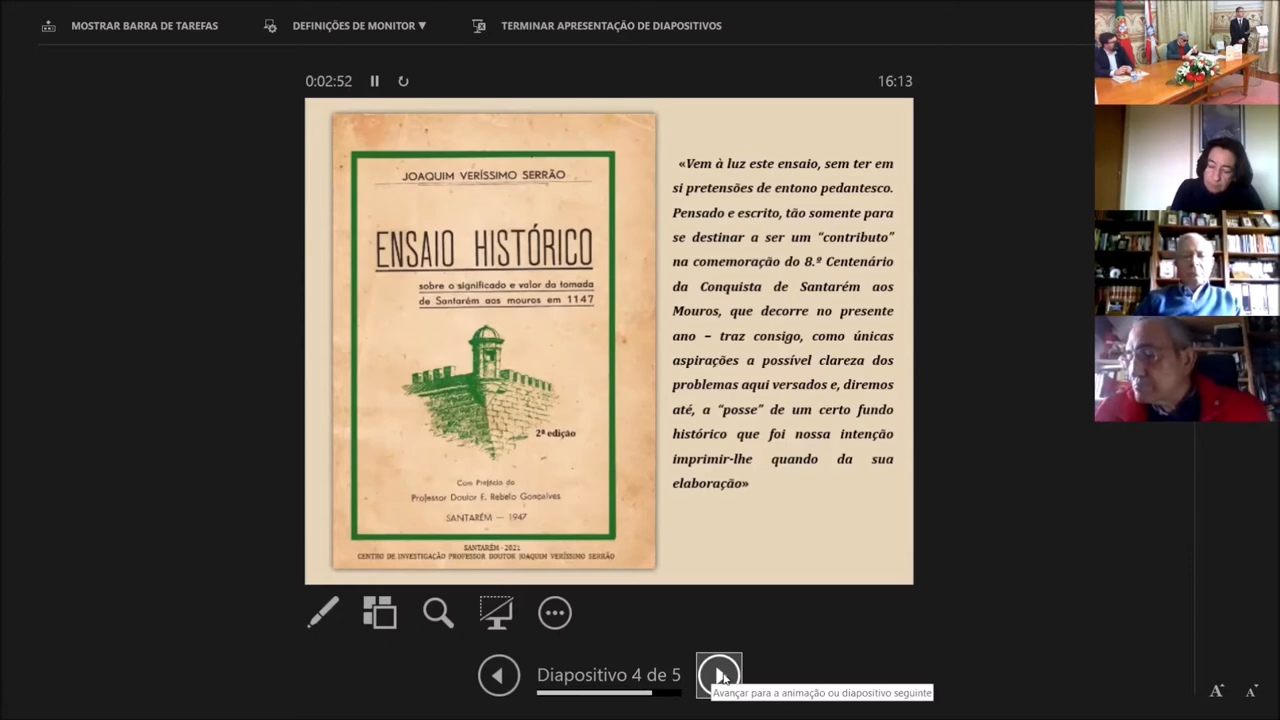 MOSTRAR BARRA DE TAREFAS
DEFINIÇÕES DE MONITOR ▼
TERMINAR APRESENTAÇÃO DE DIAPOSITIVOS
0:02:52
16:13
JOAQUIM VERÍSSIMO SERRÃO
ENSAIO HISTÓRICO
sobre o significado e valor da tomada
de Santarém aos mouros em 1147
2ª edição
Com Prefácio do
Professor Doutor F. Rebelo Gonçalves
SANTARÉM — 1947
SANTARÉM - 2021
CENTRO DE INVESTIGAÇÃO PROFESSOR DOUTOR JOAQUIM VERÍSSIMO SERRÃO
«Vem à luz este ensaio, sem ter em
si pretensões de entono pedantesco.
Pensado e escrito, tão somente para
se destinar a ser um “contributo”
na comemoração do 8.º Centenário
da Conquista de Santarém aos
Mouros, que decorre no presente
ano – traz consigo, como únicas
aspirações a possível clareza dos
problemas aqui versados e, diremos
até, a “posse” de um certo fundo
histórico que foi nossa intenção
imprimir-lhe quando da sua
elaboração»
Diapositivo 4 de 5
Avançar para a animação ou diapositivo seguinte
A A